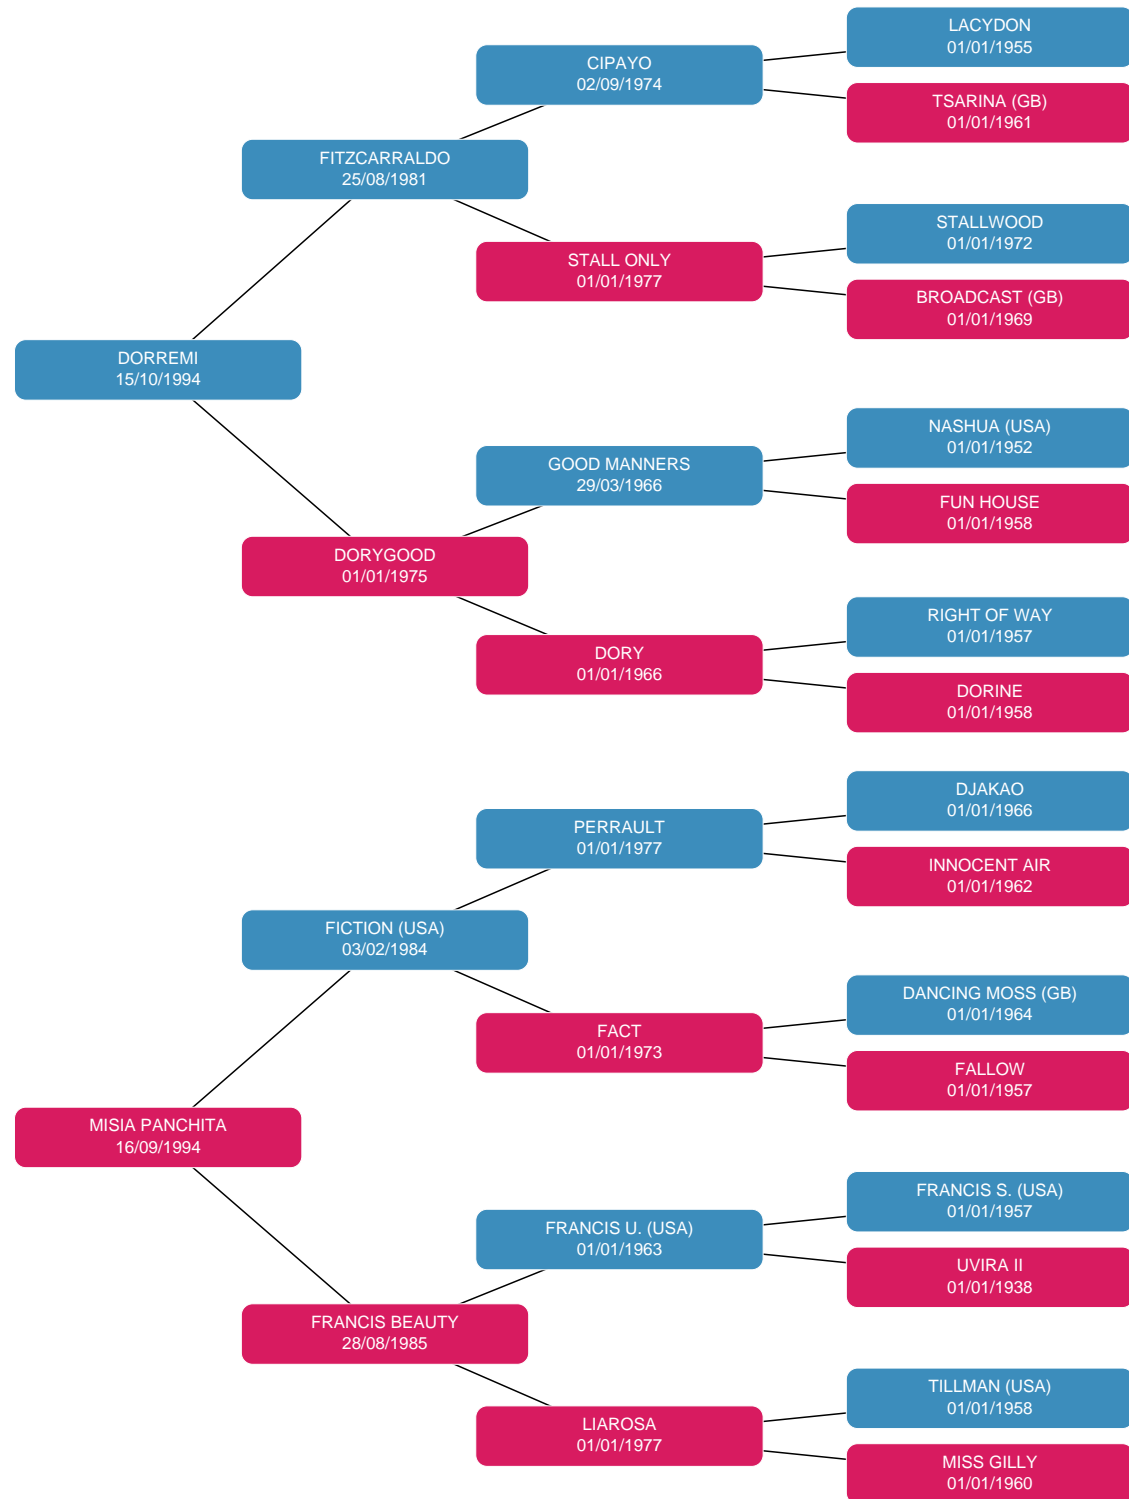 LACYDON
01/01/1955
CIPAYO
02/09/1974
TSARINA (GB)
01/01/1961
FITZCARRALDO
25/08/1981
STALLWOOD
01/01/1972
STALL ONLY
01/01/1977
BROADCAST (GB)
01/01/1969
DORREMI
15/10/1994
NASHUA (USA)
01/01/1952
GOOD MANNERS
29/03/1966
FUN HOUSE
01/01/1958
DORYGOOD
01/01/1975
RIGHT OF WAY
01/01/1957
DORY
01/01/1966
DORINE
01/01/1958
DJAKAO
01/01/1966
PERRAULT
01/01/1977
INNOCENT AIR
01/01/1962
FICTION (USA)
03/02/1984
DANCING MOSS (GB)
01/01/1964
FACT
01/01/1973
FALLOW
01/01/1957
MISIA PANCHITA
16/09/1994
FRANCIS S. (USA)
01/01/1957
FRANCIS U. (USA)
01/01/1963
UVIRA II
01/01/1938
FRANCIS BEAUTY
28/08/1985
TILLMAN (USA)
01/01/1958
LIAROSA
01/01/1977
MISS GILLY
01/01/1960